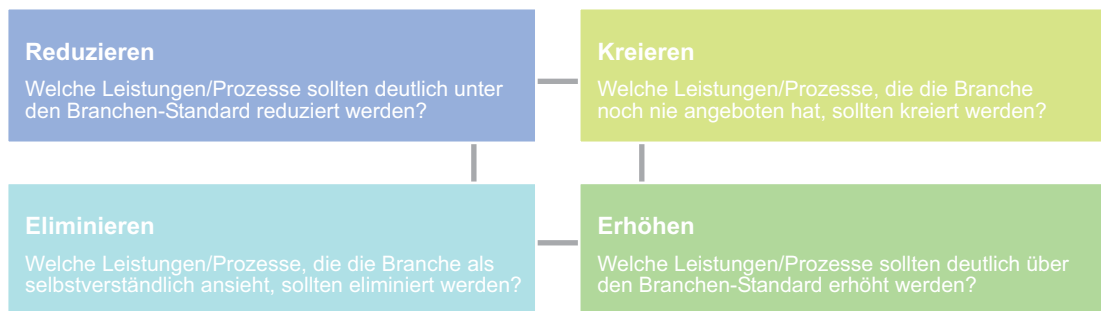 Reduzieren
Welche Leistungen/Prozesse sollten deutlich unter
den Branchen-Standard reduziert werden?
Kreieren
Welche Leistungen/Prozesse, die die Branche
noch nie angeboten hat, sollten kreiert werden?
Eliminieren
Welche Leistungen/Prozesse, die die Branche als
selbstverständlich ansieht, sollten eliminiert werden?
Erhöhen
Welche Leistungen/Prozesse sollten deutlich über
den Branchen-Standard erhöht werden?